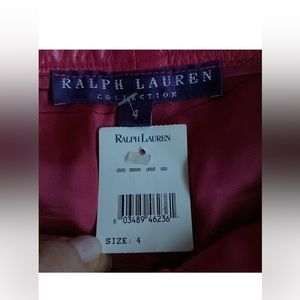 RALPH LAUREN
COLLECTION
4
RALPH LAUREN
6 03489 46236
SIZE: 4